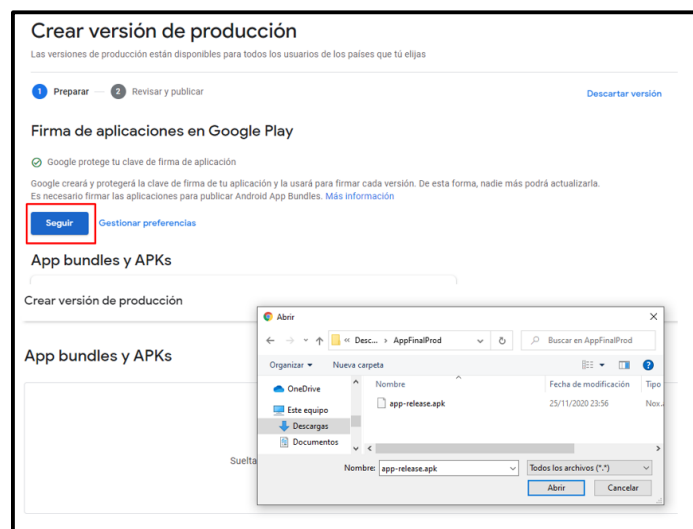 Crear versión de producción
Las versiones de producción están disponibles para todos los usuarios de los países que tú elijas
1 Preparar — 2 Revisar y publicar
Descartar versión
Firma de aplicaciones en Google Play
Google protege tu clave de firma de aplicación
Google creará y protegerá la clave de firma de tu aplicación y la usará para firmar cada versión. De esta forma, nadie más podrá actualizarla.
Es necesario firmar las aplicaciones para publicar Android App Bundles. Más información
Seguir Gestionar preferencias
App bundles y APKs
Crear versión de producción
App bundles y APKs
Suelta
Abrir
« Desc... › AppFinalProd
Buscar en AppFinalProd
Organizar Nueva carpeta
OneDrive
Este equipo
Descargas
Documentos
Nombre Fecha de modificación Tipo
app-release.apk 25/11/2020 23:56 Nox.
Nombre: app-release.apk Todos los archivos (*.*)
Abrir Cancelar